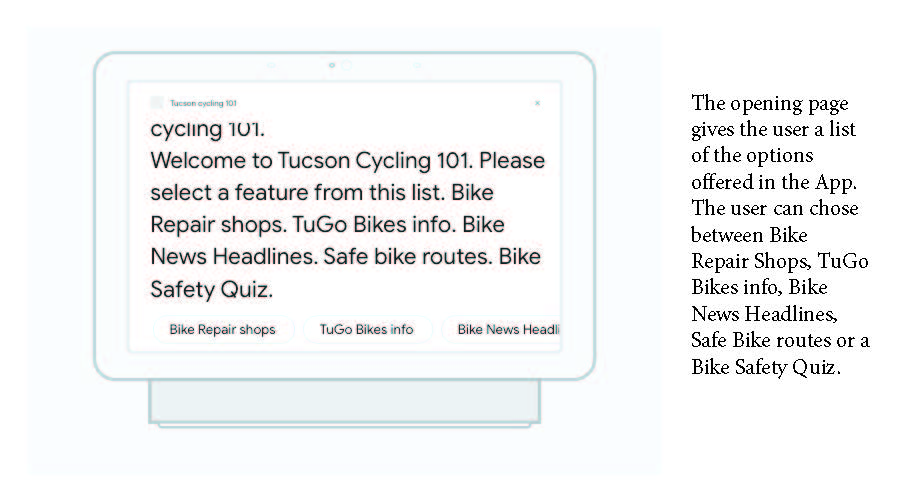 Tucson cycling 101
cycling 101.
Welcome to Tucson Cycling 101. Please
select a feature from this list. Bike
Repair shops. TuGo Bikes info. Bike
News Headlines. Safe bike routes. Bike
Safety Quiz.
Bike Repair shops TuGo Bikes info Bike News Headli
The opening page
gives the user a list
of the options
offered in the App.
The user can chose
between Bike
Repair Shops, TuGo
Bikes info, Bike
News Headlines,
Safe Bike routes or a
Bike Safety Quiz.